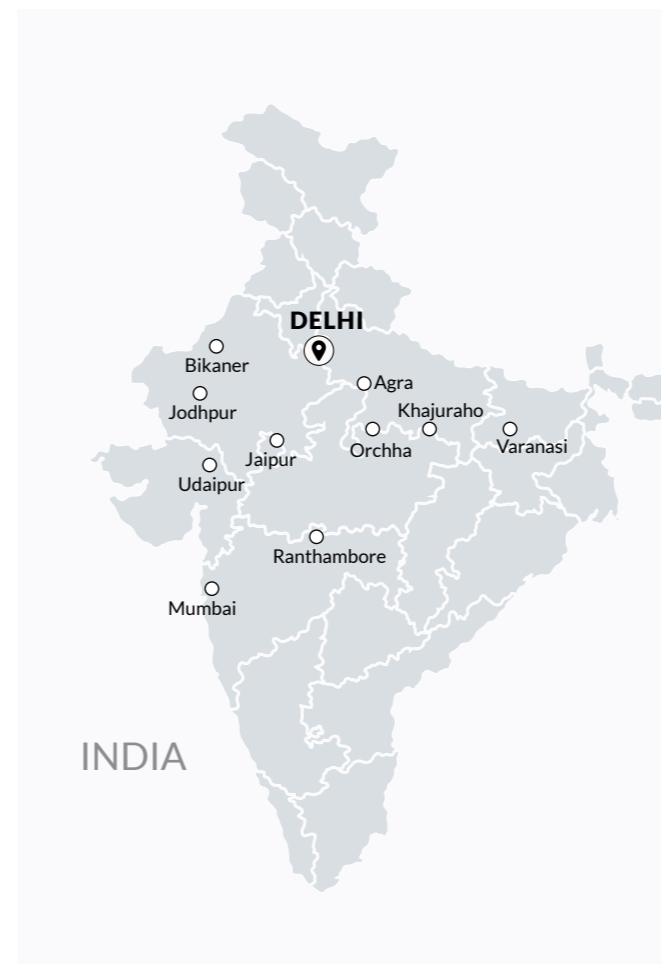 DELHI
Bikaner
Agra
Jodhpur
Khajuraho
Jaipur
Orchha
Varanasi
Udaipur
Ranthambore
Mumbai
INDIA